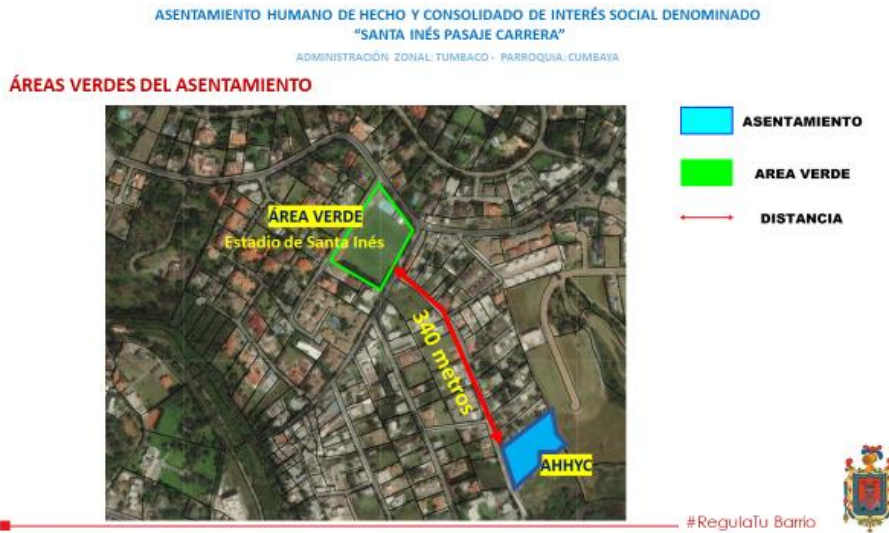 ASENTAMIENTO HUMANO DE HECHO Y CONSOLIDADO DE INTERÉS SOCIAL DENOMINADO
“SANTA INÉS PASAJE CARRERA”
ADMINISTRACIÓN ZONAL: TUMBACO - PARROQUIA: CUMBAYA
ÁREAS VERDES DEL ASENTAMIENTO
ÁREA VERDE
Estadio de Santa Inés
340 metros
AHHYC
ASENTAMIENTO
AREA VERDE
DISTANCIA
#RegulaTu Barrio